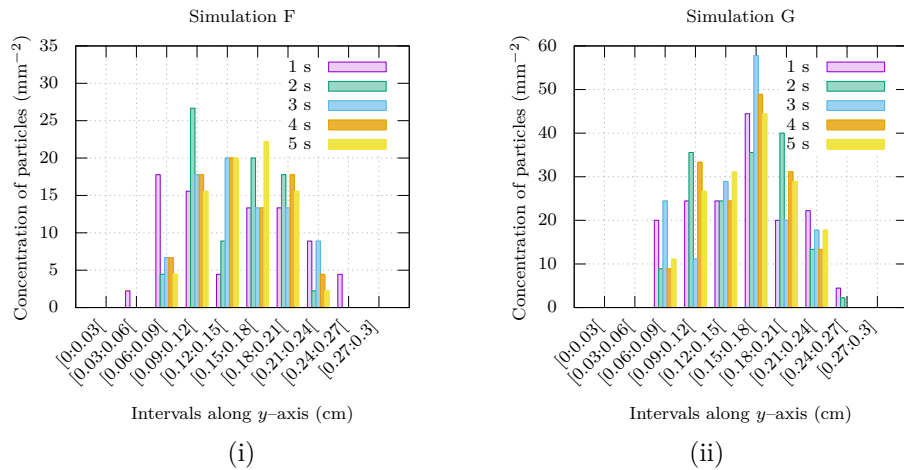 Simulation F
Concentration of particles (mm−2)
35
30
25
20
15
10
5
0
1 s
2 s
3 s
4 s
5 s
[0:0.03[
[0.03:0.06[
[0.06:0.09[
[0.09:0.12[
[0.12:0.15[
[0.15:0.18[
[0.18:0.21[
[0.21:0.24[
[0.24:0.27[
[0.27:0.3]
Intervals along y–axis (cm)
(i)
Simulation G
Concentration of particles (mm−2)
60
50
40
30
20
10
0
1 s
2 s
3 s
4 s
5 s
[0:0.03[
[0.03:0.06[
[0.06:0.09[
[0.09:0.12[
[0.12:0.15[
[0.15:0.18[
[0.18:0.21[
[0.21:0.24[
[0.24:0.27[
[0.27:0.3]
Intervals along y–axis (cm)
(ii)